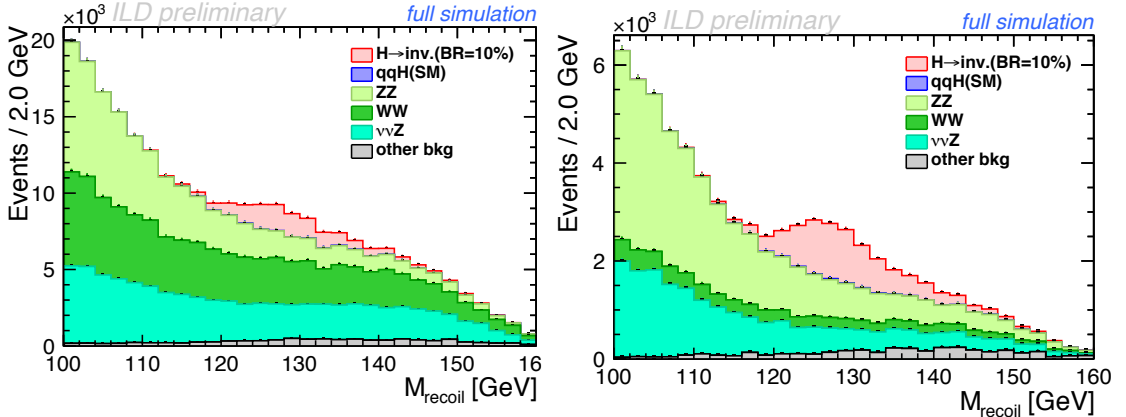 ×10³ ILD preliminary full simulation
20
15
10
5
0
Events / 2.0 GeV
H→inv.(BR=10%)
qqH(SM)
ZZ
WW
ννZ
other bkg
100 110 120 130 140 150 16
M_recoil [GeV]
×10³ ILD preliminary full simulation
6
4
2
0
Events / 2.0 GeV
H→inv.(BR=10%)
qqH(SM)
ZZ
WW
ννZ
other bkg
100 110 120 130 140 150 160
M_recoil [GeV]